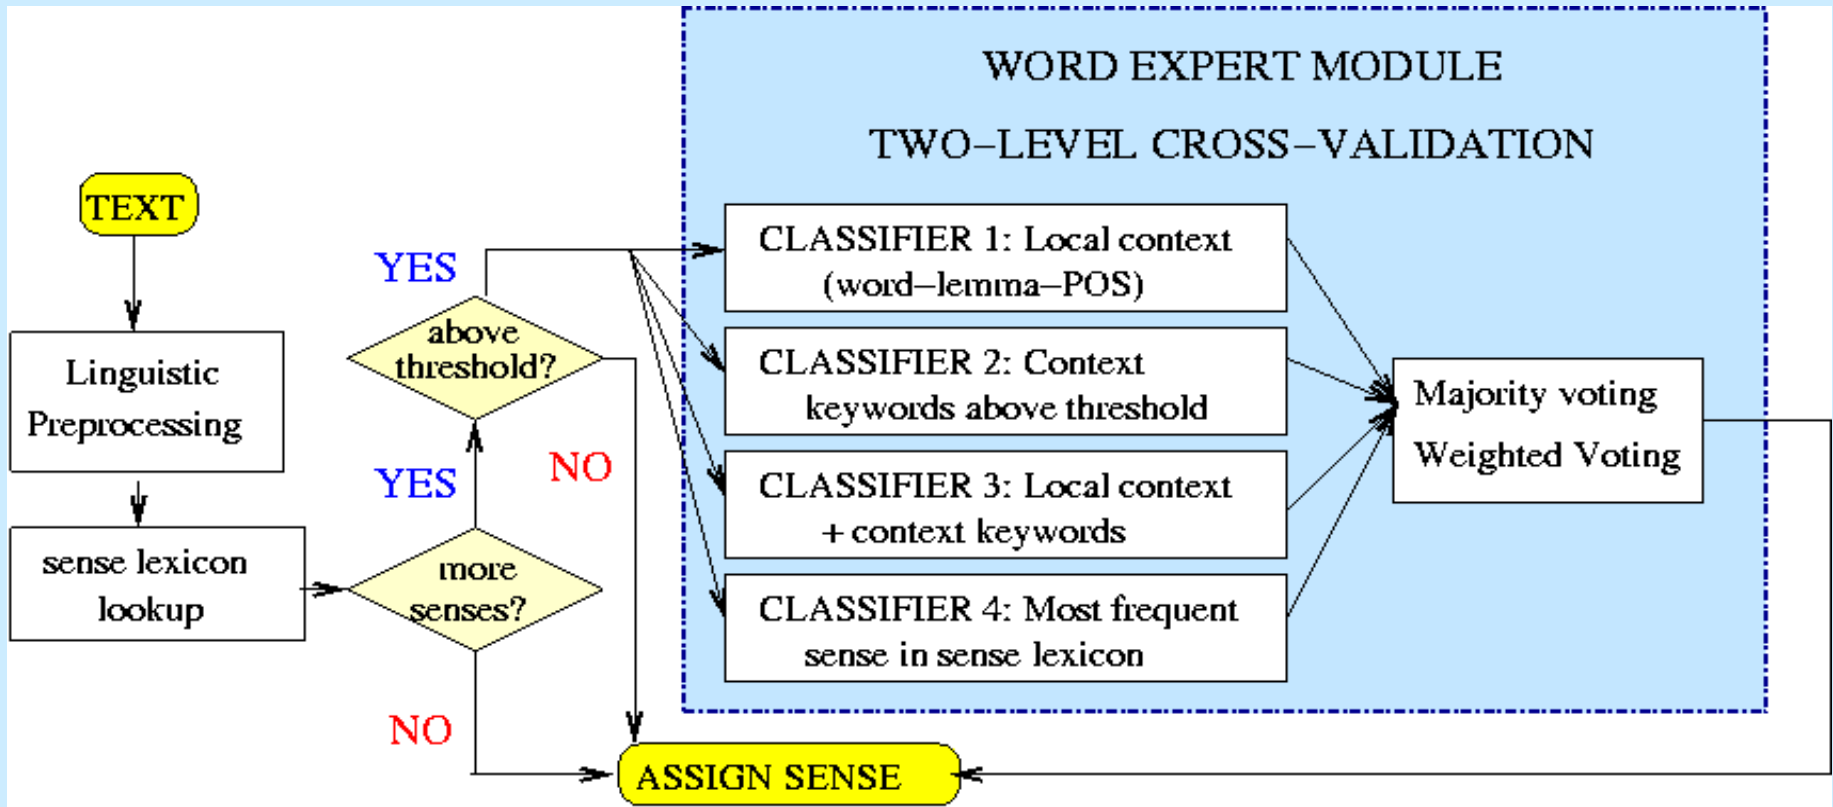 WORD EXPERT MODULE
TWO-LEVEL CROSS-VALIDATION
TEXT
Linguistic
Preprocessing
sense lexicon
lookup
more
senses?
YES
NO
above
threshold?
YES
NO
CLASSIFIER 1: Local context
(word-lemma-POS)
CLASSIFIER 2: Context
keywords above threshold
CLASSIFIER 3: Local context
+ context keywords
CLASSIFIER 4: Most frequent
sense in sense lexicon
Majority voting
Weighted Voting
ASSIGN SENSE